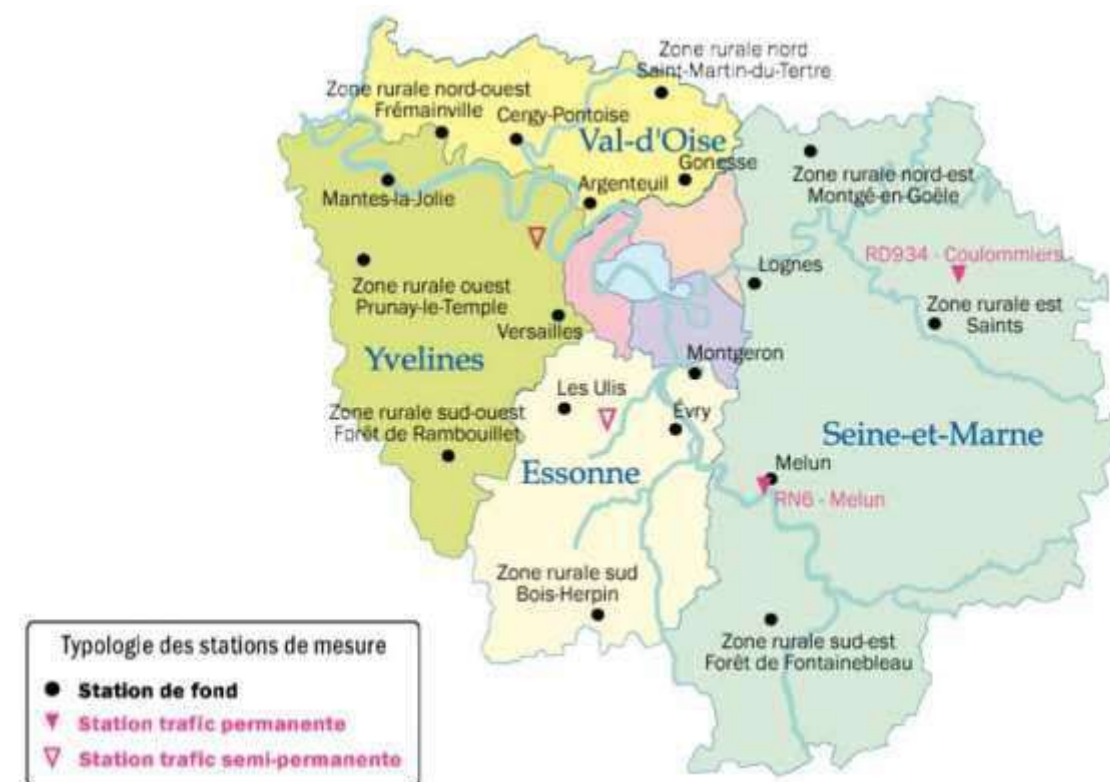 Zone rurale nord
Saint-Martin-du-Tertre
Zone rurale nord-ouest
Frémainville
Cergy-Pontoise
Val-d'Oise
Gonesse
Zone rurale nord-est
Montgé-en-Goële
Mantes-la-Jolie
Argenteuil
RD934 - Coulommiers
Lognes
Zone rurale ouest
Prunay-le-Temple
Zone rurale est
Saints
Versailles
Yvelines
Montgeron
Les Ulis
Évry
Zone rurale sud-ouest
Forêt de Rambouillet
Seine-et-Marne
Essonne
Melun
RN6 - Melun
Zone rurale sud
Bois-Herpin
Zone rurale sud-est
Forêt de Fontainebleau
Typologie des stations de mesure
Station de fond
Station trafic permanente
Station trafic semi-permanente